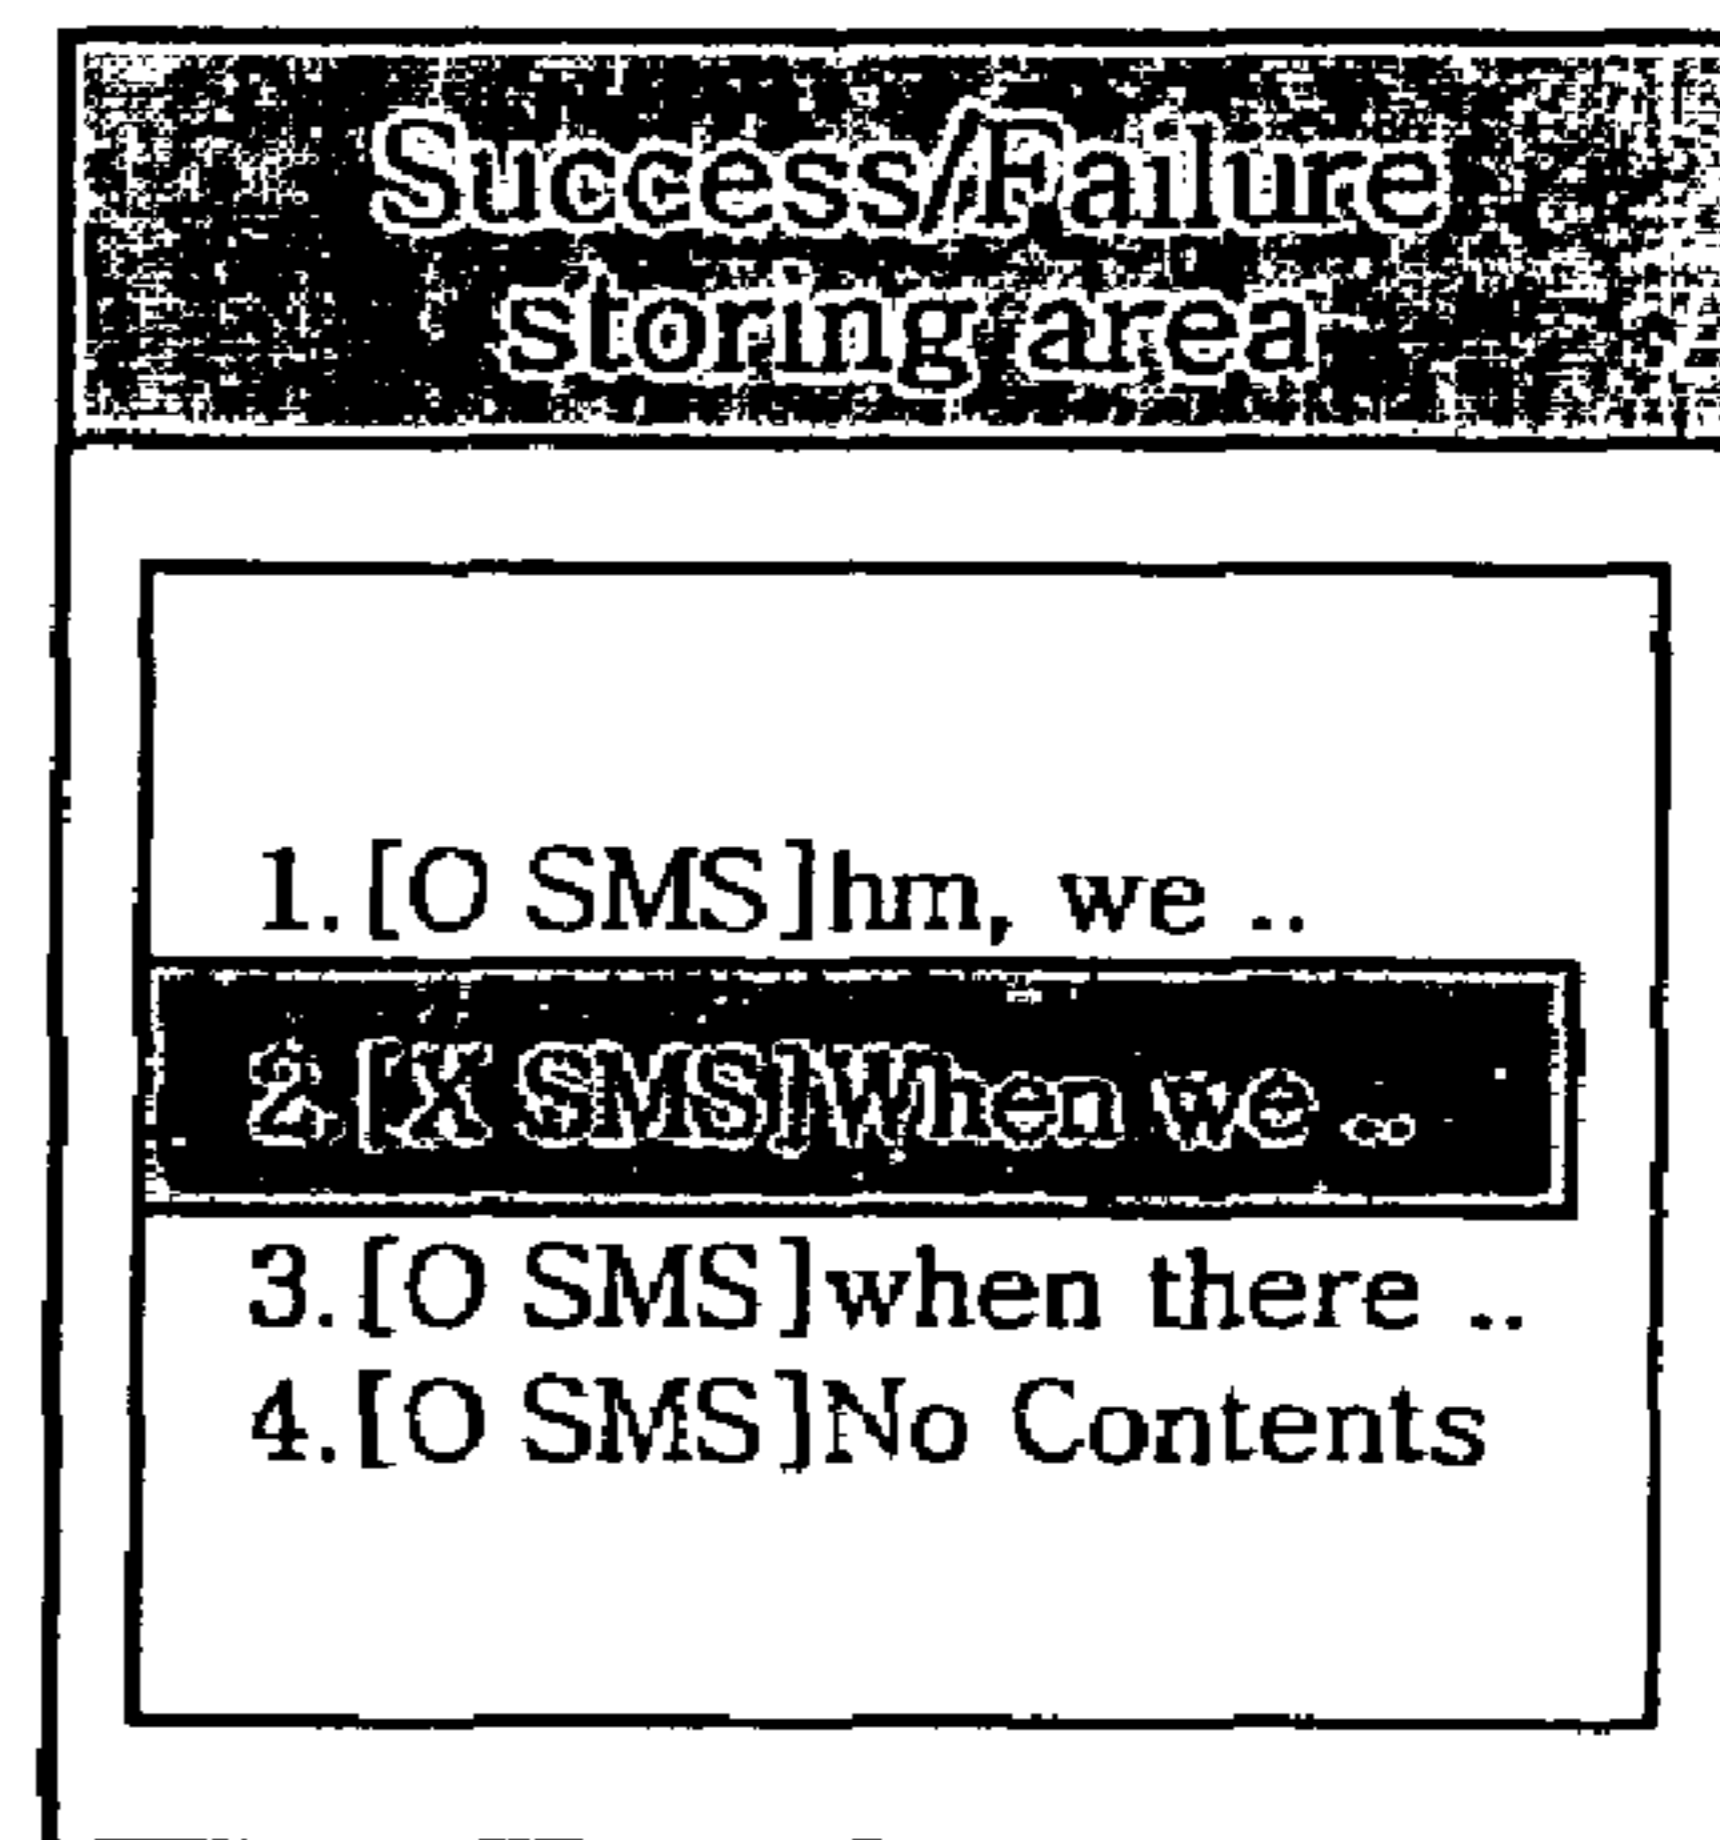 Success/Failure
storing area
1.[O SMS]hm, we ..
2.[X SMS]When we ..
3.[O SMS]when there ..
4.[O SMS]No Contents